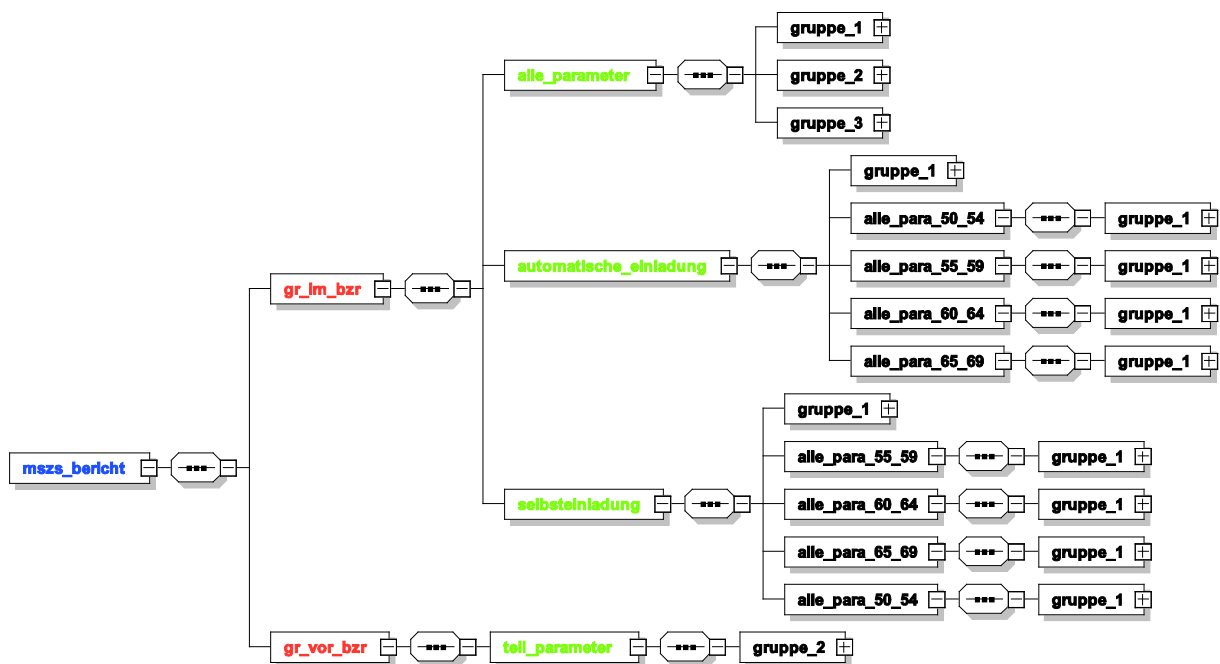 gruppe_1
alle_parameter
gruppe_2
gruppe_3
gruppe_1
alle_para_50_54 gruppe_1
automatische_einladung
alle_para_55_59 gruppe_1
gr_im_bzr
alle_para_60_64 gruppe_1
alle_para_65_69 gruppe_1
gruppe_1
mszs_bericht
alle_para_55_59 gruppe_1
selbsteinladung
alle_para_60_64 gruppe_1
alle_para_65_69 gruppe_1
alle_para_50_54 gruppe_1
gr_vor_bzr teil_parameter gruppe_2